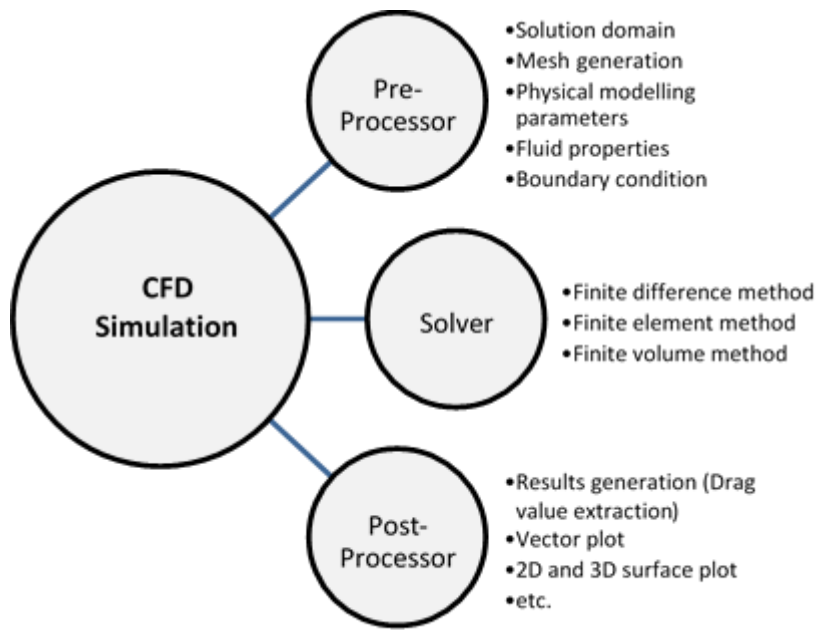 •Solution domain
•Mesh generation
•Physical modelling
parameters
•Fluid properties
•Boundary condition
Pre-
Processor
CFD
Simulation
Solver
•Finite difference method
•Finite element method
•Finite volume method
Post-
Processor
•Results generation (Drag
value extraction)
•Vector plot
•2D and 3D surface plot
•etc.